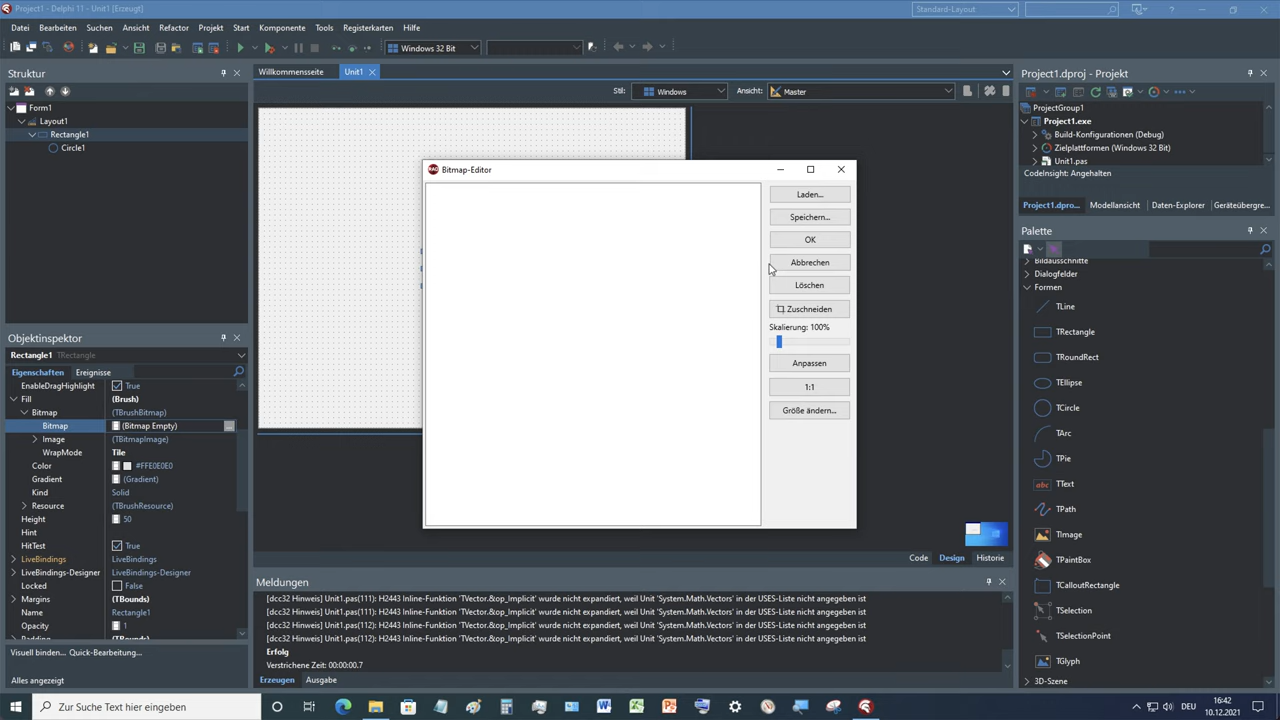 Project1 - Delphi 11 - Unit1 [Erzeugt]
Standard-Layout
Datei
Bearbeiten
Suchen
Ansicht
Refactor
Projekt
Start
Komponente
Tools
Registerkarten
Hilfe
Windows 32 Bit
Struktur
Form1
Layout1
Rectangle1
Circle1
Willkommensseite
Unit1
Stil:
Windows
Ansicht:
Master
Bitmap-Editor
Laden...
Speichern...
OK
Abbrechen
Löschen
Zuschneiden
Skalierung: 100%
Anpassen
1:1
Größe ändern...
Objektinspektor
Rectangle1 TRectangle
Eigenschaften
Ereignisse
EnableDragHighlight True
Fill (Brush)
Bitmap (TBrushBitmap)
Bitmap (Bitmap Empty) ...
Image (TBitmapImage)
WrapMode Tile
Color #FFE0E0E0
Gradient (Gradient)
Kind Solid
Resource (TBrushResource)
Height 50
Hint
HitTest True
LiveBindings LiveBindings
LiveBindings-Designer LiveBindings-Designer
Locked False
Margins (TBounds)
Name Rectangle1
Opacity 1
Padding (TBounds)
Visuell binden... Quick-Bearbeitung...
Alles angezeigt
Code
Design
Historie
Meldungen
[dcc32 Hinweis] Unit1.pas(111): H2443 Inline-Funktion 'TVector.&op_Implicit' wurde nicht expandiert, weil Unit 'System.Math.Vectors' in der USES-Liste nicht angegeben ist
[dcc32 Hinweis] Unit1.pas(111): H2443 Inline-Funktion 'TVector.&op_Implicit' wurde nicht expandiert, weil Unit 'System.Math.Vectors' in der USES-Liste nicht angegeben ist
[dcc32 Hinweis] Unit1.pas(112): H2443 Inline-Funktion 'TVector.&op_Implicit' wurde nicht expandiert, weil Unit 'System.Math.Vectors' in der USES-Liste nicht angegeben ist
[dcc32 Hinweis] Unit1.pas(112): H2443 Inline-Funktion 'TVector.&op_Implicit' wurde nicht expandiert, weil Unit 'System.Math.Vectors' in der USES-Liste nicht angegeben ist
Erfolg
Verstrichene Zeit: 00:00:00.7
Erzeugen
Ausgabe
Project1.dproj - Projekt
ProjectGroup1
Project1.exe
Build-Konfigurationen (Debug)
Zielplattformen (Windows 32 Bit)
Unit1.pas
CodeInsight: Angehalten
Project1.dpro...
Modellansicht
Daten-Explorer
Geräteübertrag...
Palette
Bildausschnitte
Dialogfelder
Formen
TLine
TRectangle
TRoundRect
TEllipse
TCircle
TArc
TPie
TText
TPath
TImage
TPaintBox
TCalloutRectangle
TSelection
TSelectionPoint
TGlyph
3D-Szene
Zur Suche Text hier eingeben
DEU
16:42
10.12.2021